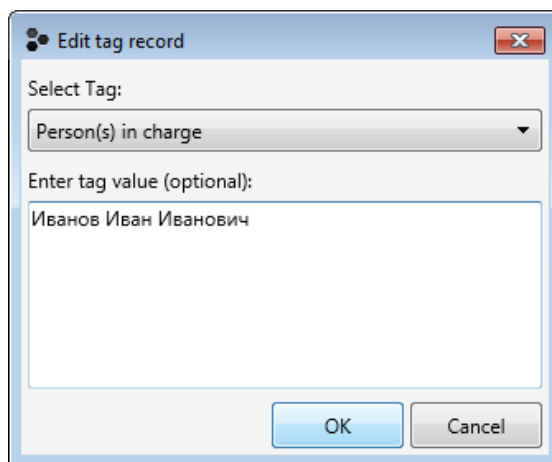 Edit tag record
Select Tag:
Person(s) in charge
Enter tag value (optional):
Иванов Иван Иванович
OK
Cancel